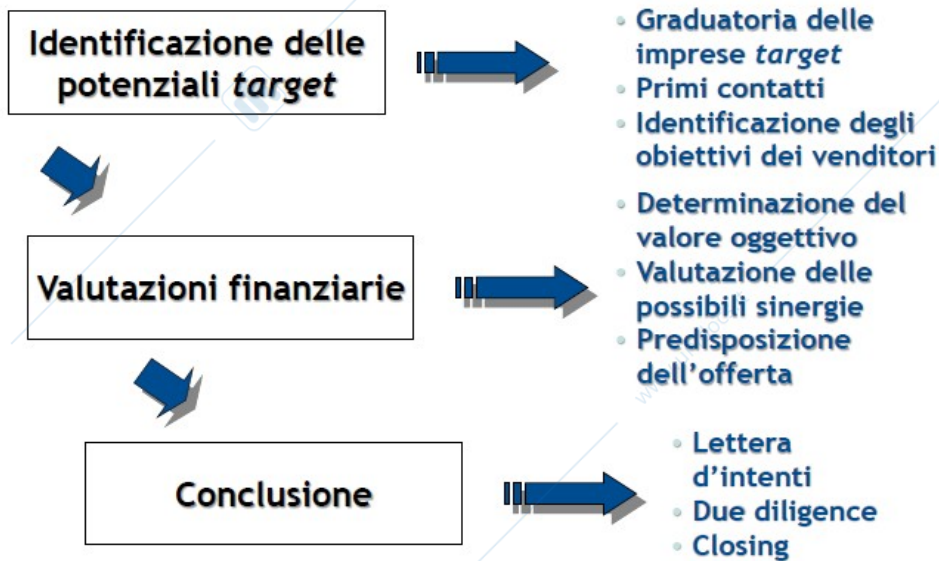 Identificazione delle
potenziali target
• Graduatoria delle
imprese target
• Primi contatti
• Identificazione degli
obiettivi dei venditori
Valutazioni finanziarie
• Determinazione del
valore oggettivo
• Valutazione delle
possibili sinergie
• Predisposizione
dell’offerta
Conclusione
• Lettera
d’intenti
• Due diligence
• Closing